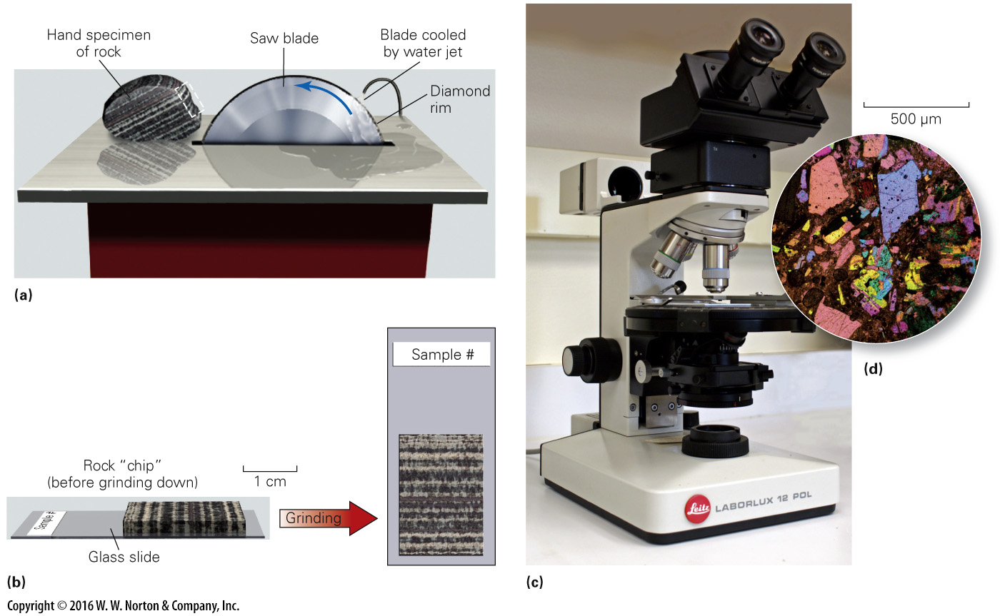 Hand specimen
of rock
Saw blade
Blade cooled
by water jet
Diamond
rim
(a)
Rock “chip”
(before grinding down)
1 cm
Sample #
Glass slide
Grinding
Sample #
(b)
Leitz
LABORLUX 12 POL
(c)
500 μm
(d)
Copyright © 2016 W. W. Norton & Company, Inc.